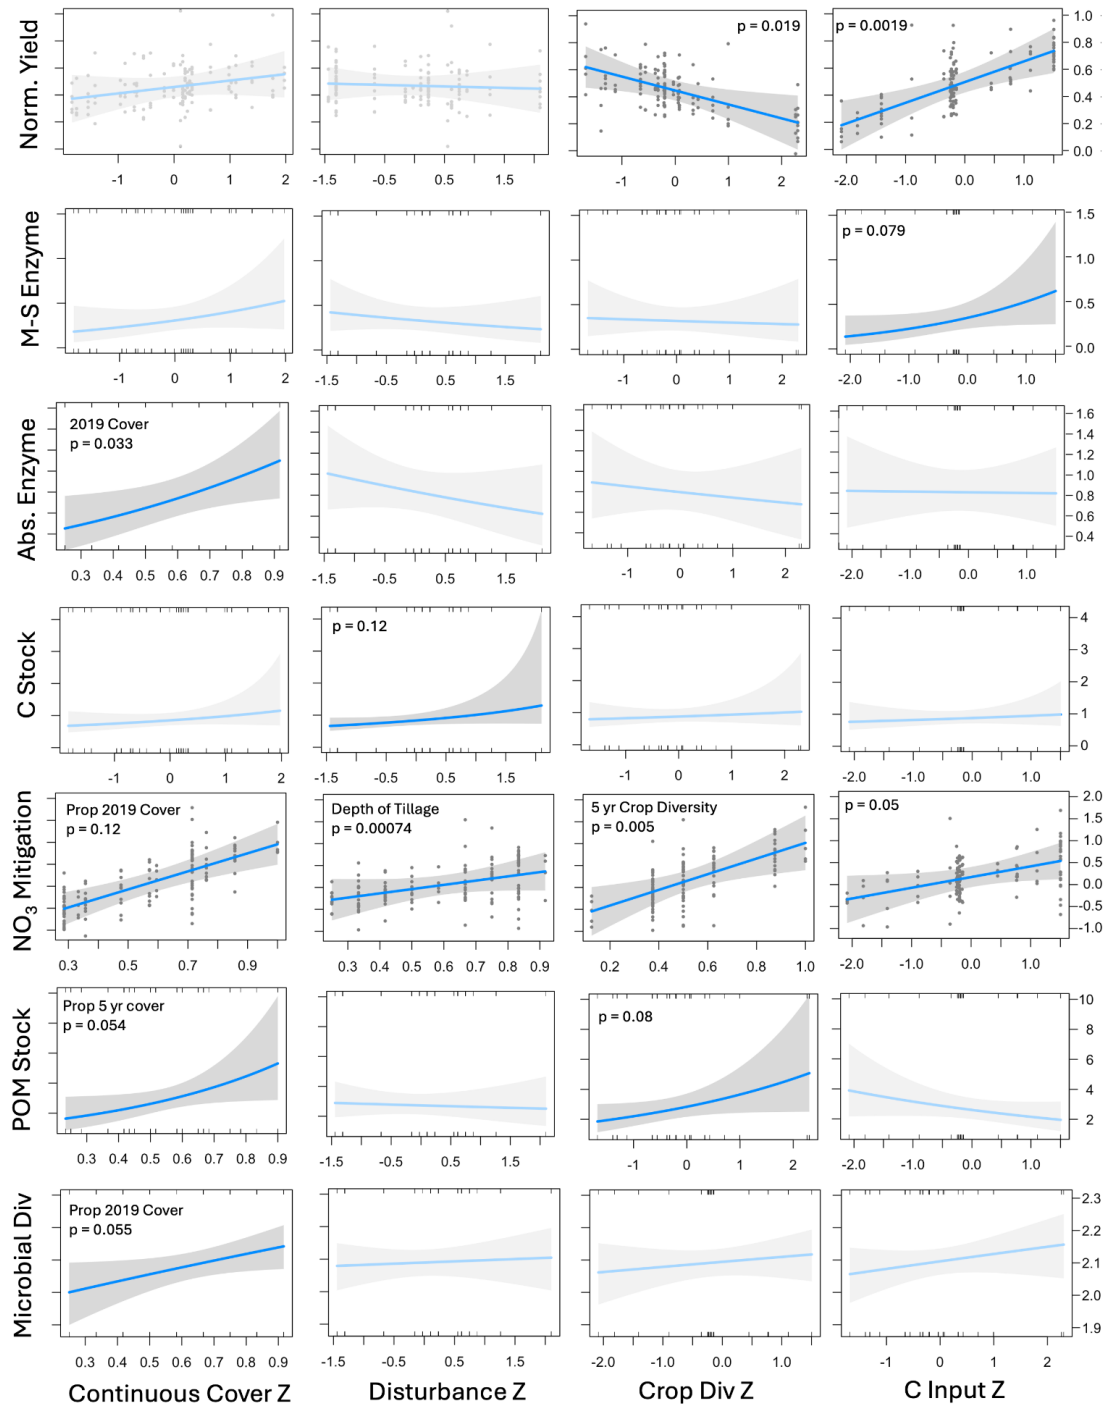 Norm. Yield
p = 0.019
p = 0.0019
1.0
0.8
0.6
0.4
0.2
0.0
-1 0 1 2
-1.5 -0.5 0.5 1.5
-1 0 1 2
-2.0 -1.0 0.0 1.0
M-S Enzyme
p = 0.079
1.5
1.0
0.5
0.0
-1 0 1 2
-1.5 -0.5 0.5 1.5
-1 0 1 2
-2.0 -1.0 0.0 1.0
Abs. Enzyme
2019 Cover
p = 0.033
1.6
1.4
1.2
1.0
0.8
0.6
0.4
0.3 0.4 0.5 0.6 0.7 0.8 0.9
-1.5 -0.5 0.5 1.5
-1 0 1 2
-2.0 -1.0 0.0 1.0
C Stock
p = 0.12
4
3
2
1
0
-1 0 1 2
-1.5 -0.5 0.5 1.5
-1 0 1 2
-2.0 -1.0 0.0 1.0
NO3 Mitigation
Prop 2019 Cover
p = 0.12
Depth of Tillage
p = 0.00074
5 yr Crop Diversity
p = 0.005
p = 0.05
2.0
1.5
1.0
0.5
0.0
-0.5
-1.0
0.3 0.5 0.7 0.9
0.3 0.4 0.5 0.6 0.7 0.8 0.9
0.2 0.4 0.6 0.8 1.0
-2.0 -1.0 0.0 1.0
POM Stock
Prop 5 yr cover
p = 0.054
p = 0.08
10
8
6
4
2
0.3 0.4 0.5 0.6 0.7 0.8 0.9
-1.5 -0.5 0.5 1.5
-1 0 1 2
-2.0 -1.0 0.0 1.0
Microbial Div
Prop 2019 Cover
p = 0.055
2.3
2.2
2.1
2.0
1.9
0.3 0.4 0.5 0.6 0.7 0.8 0.9
-1.5 -0.5 0.5 1.5
-2.0 -1.0 0.0 1.0
-1 0 1 2
Continuous Cover Z
Disturbance Z
Crop Div Z
C Input Z